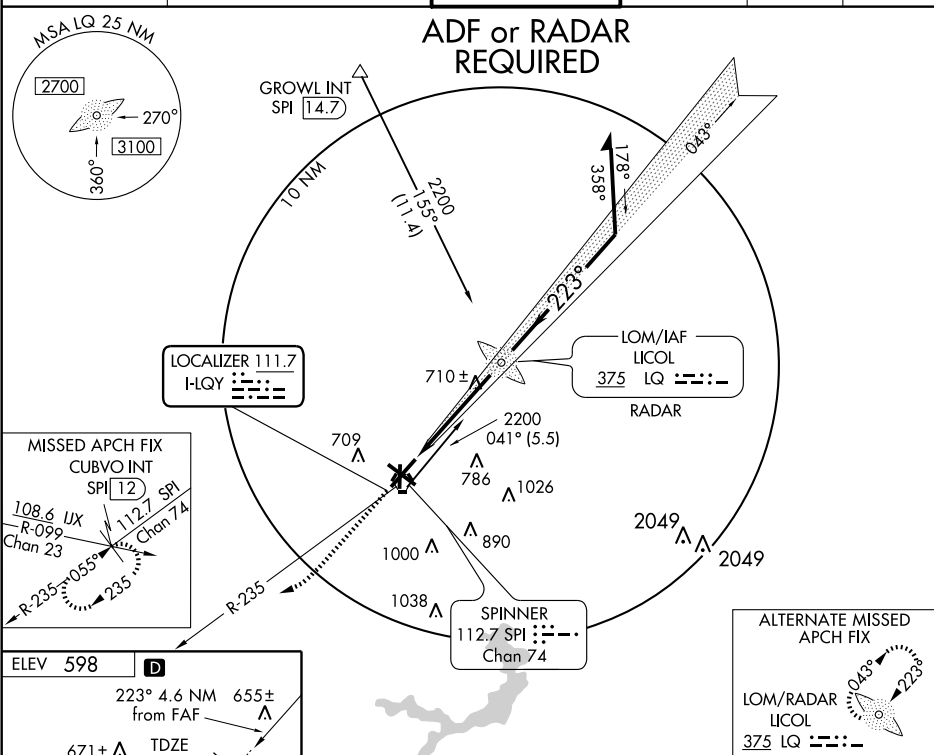 ADF or RADAR
REQUIRED
MSA LQ 25 NM
2700
270°
3100
360°
GROWL INT
SPI 14.7
10 NM
2200
155°
(11.4)
178°
358°
043°
223°
LOM/IAF
LICOL
375 LQ
RADAR
LOCALIZER 111.7
I-LQY
710 ±
2200
041° (5.5)
709
786
1026
890
1000
1038
2049
2049
R-235
MISSED APCH FIX
CUBVO INT
SPI 12
108.6 IJX
R-099
Chan 23
112.7 SPI
Chan 74
R-235
055°
235
SPINNER
112.7 SPI
Chan 74
ELEV 598 D
223° 4.6 NM
from FAF
655±
671±
TDZE
ALTERNATE MISSED
APCH FIX
043°
223°
LOM/RADAR
LICOL
375 LQ